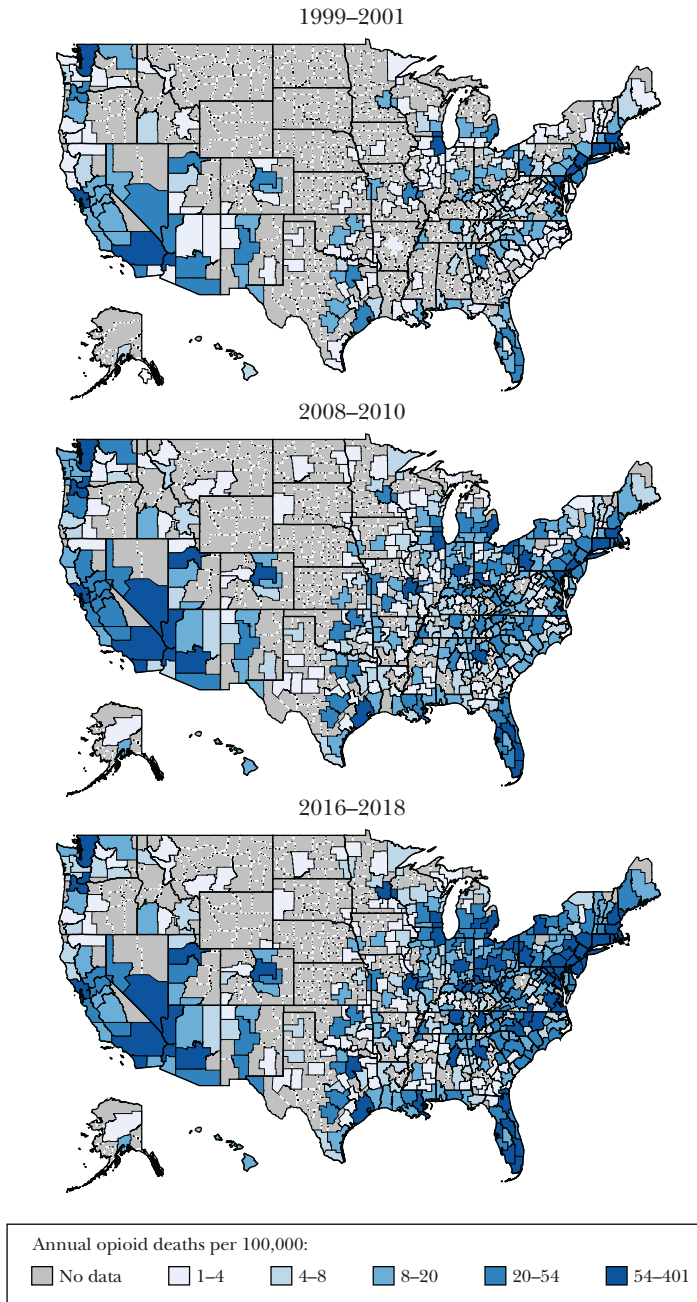 1999–2001
2008–2010
2016–2018
Annual opioid deaths per 100,000:
No data 1–4 4–8 8–20 20–54 54–401